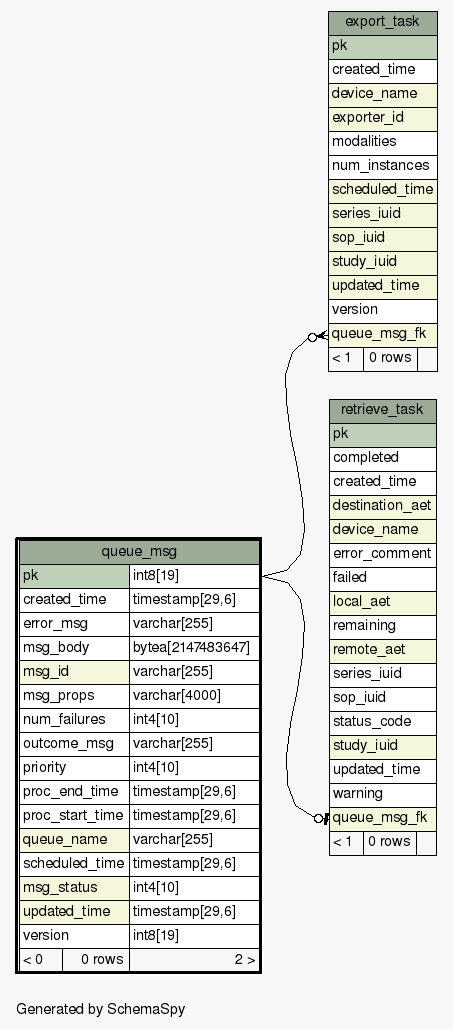 export_task
pk
created_time
device_name
exporter_id
modalities
num_instances
scheduled_time
series_iuid
sop_iuid
study_iuid
updated_time
version
queue_msg_fk
< 1 0 rows
retrieve_task
pk
completed
created_time
destination_aet
device_name
error_comment
failed
local_aet
remaining
remote_aet
series_iuid
sop_iuid
status_code
study_iuid
updated_time
warning
queue_msg_fk
< 1 0 rows
queue_msg
pk int8[19]
created_time timestamp[29,6]
error_msg varchar[255]
msg_body bytea[2147483647]
msg_id varchar[255]
msg_props varchar[4000]
num_failures int4[10]
outcome_msg varchar[255]
priority int4[10]
proc_end_time timestamp[29,6]
proc_start_time timestamp[29,6]
queue_name varchar[255]
scheduled_time timestamp[29,6]
msg_status int4[10]
updated_time timestamp[29,6]
version int8[19]
< 0 0 rows 2 >
Generated by SchemaSpy